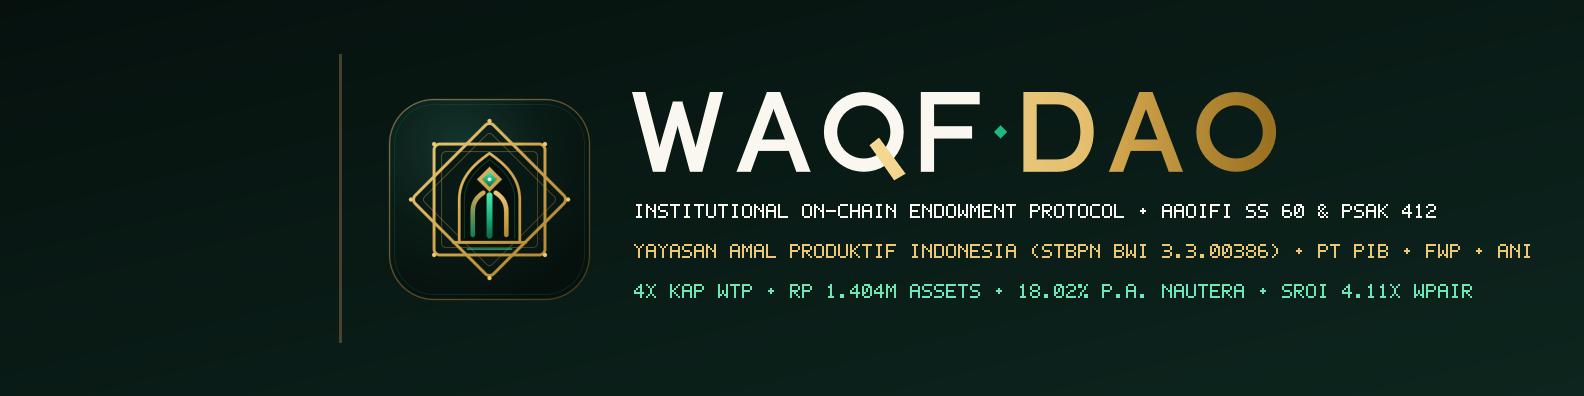 WAQF·DAO
INSTITUTIONAL ON-CHAIN ENDOWMENT PROTOCOL + AAOIFI SS 60 & PSAK 412
YAYASAN AMAL PRODUKTIF INDONESIA (STBPN BWI 3.3.00386) + PT PIB + FWP + ANI
4X KAP WTP + RP 1.404M ASSETS + 18.02% P.A. NAUTERA + SROI 4.11X WPAIR